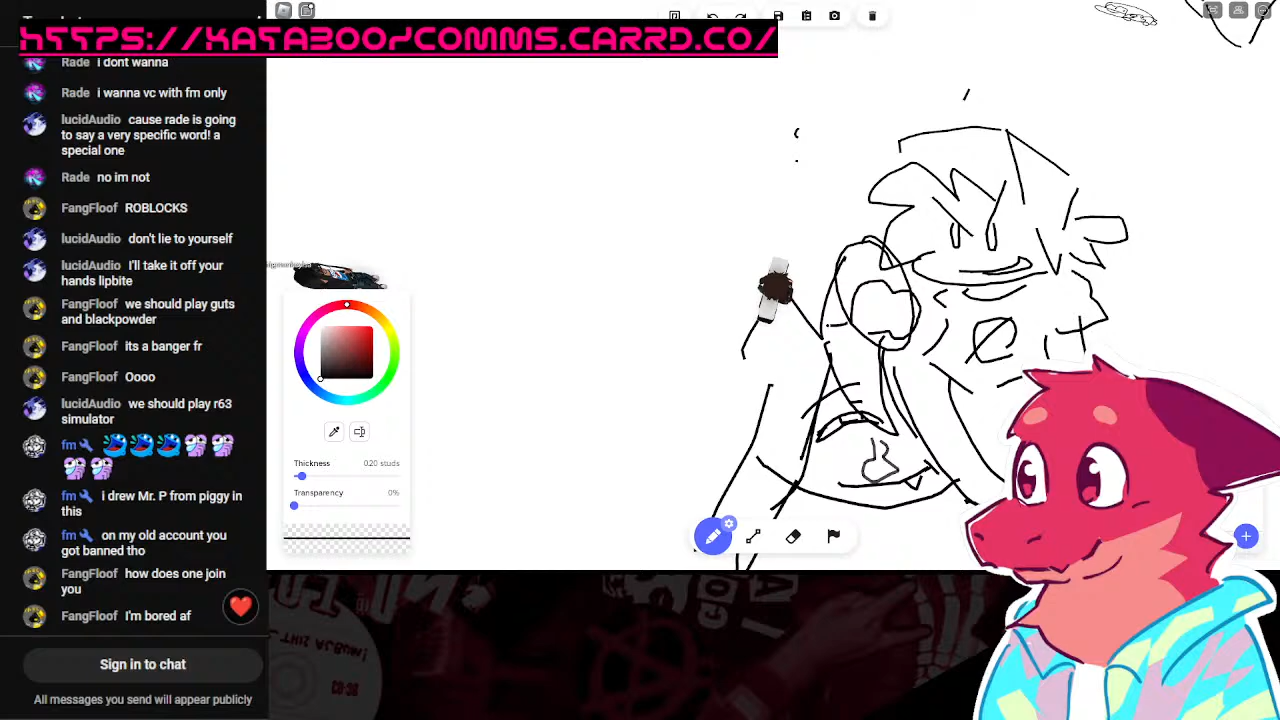 HTTPS://KATABOODCOMMS.CARRD.CO/
Rade i dont wanna
Rade i wanna vc with fm only
lucidAudio cause rade is going
to say a very specific word! a
special one
Rade no im not
FangFloof ROBLOCKS
lucidAudio don't lie to yourself
lucidAudio I'll take it off your
hands lipbite
FangFloof we should play guts
and blackpowder
FangFloof its a banger fr
FangFloof Oooo
lucidAudio we should play r63
simulator
fm
fm i drew Mr. P from piggy in
this
fm on my old account you
got banned tho
FangFloof how does one join
you
FangFloof I'm bored af
Sign in to chat
All messages you send will appear publicly
Thickness 0.20 studs
Transparency 0%
THIS ALBUM!